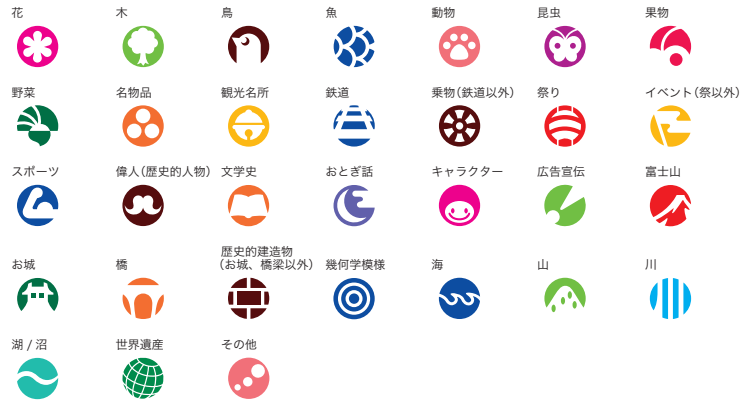 花
木
鳥
魚
動物
昆虫
果物
野菜
名物品
観光名所
鉄道
乗物(鉄道以外)
祭り
イベント(祭以外)
スポーツ
偉人(歴史的人物)
文学史
おとぎ話
キャラクター
広告宣伝
富士山
お城
橋
歴史的建造物
(お城、橋梁以外)
幾何学模様
海
山
川
湖 / 沼
世界遺産
その他